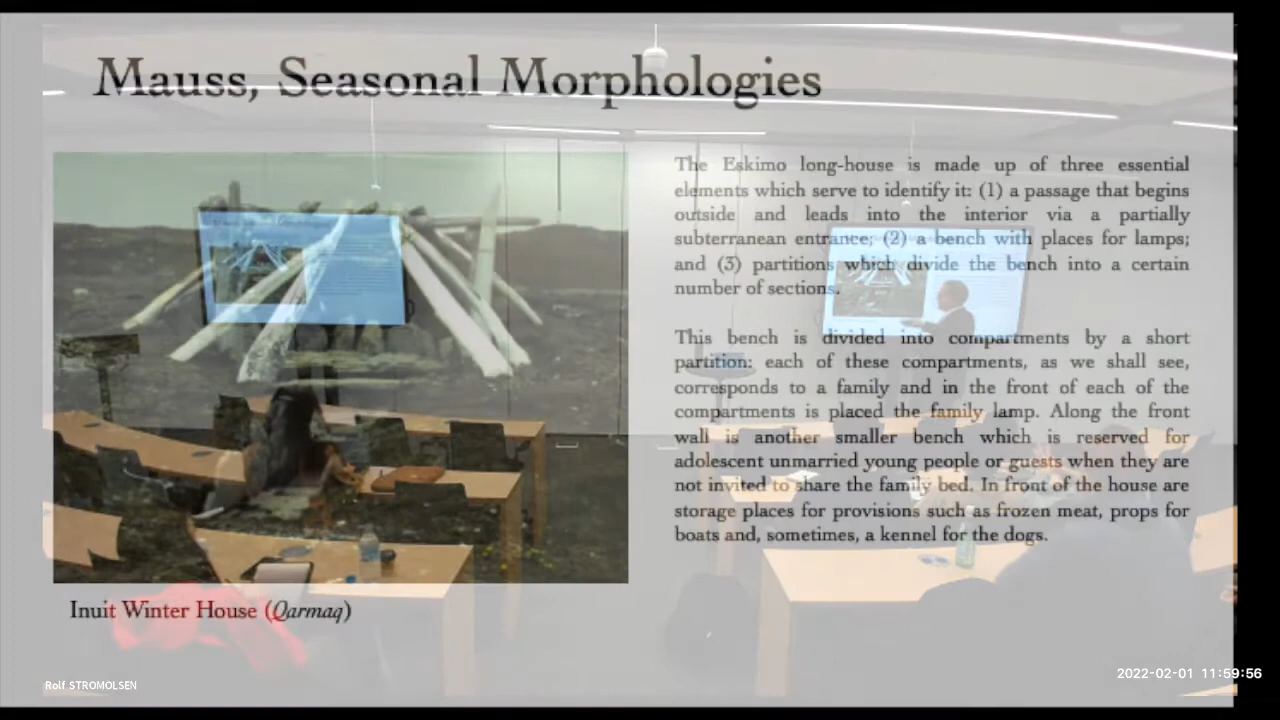 Mauss, Seasonal Morphologies
The Eskimo long-house is made up of three essential
elements which serve to identify it: (1) a passage that begins
outside and leads into the interior via a partially
subterranean entrance; (2) a bench with places for lamps;
and (3) partitions which divide the bench into a certain
number of sections.
This bench is divided into compartments by a short
partition: each of these compartments, as we shall see,
corresponds to a family and in the front of each of the
compartments is placed the family lamp. Along the front
wall is another smaller bench which is reserved for
adolescent unmarried young people or guests when they are
not invited to share the family bed. In front of the house are
storage places for provisions such as frozen meat, props for
boats and, sometimes, a kennel for the dogs.
Inuit Winter House (Qarmaq)
Rolf STROMOLSEN
2022-02-01 11:59:56